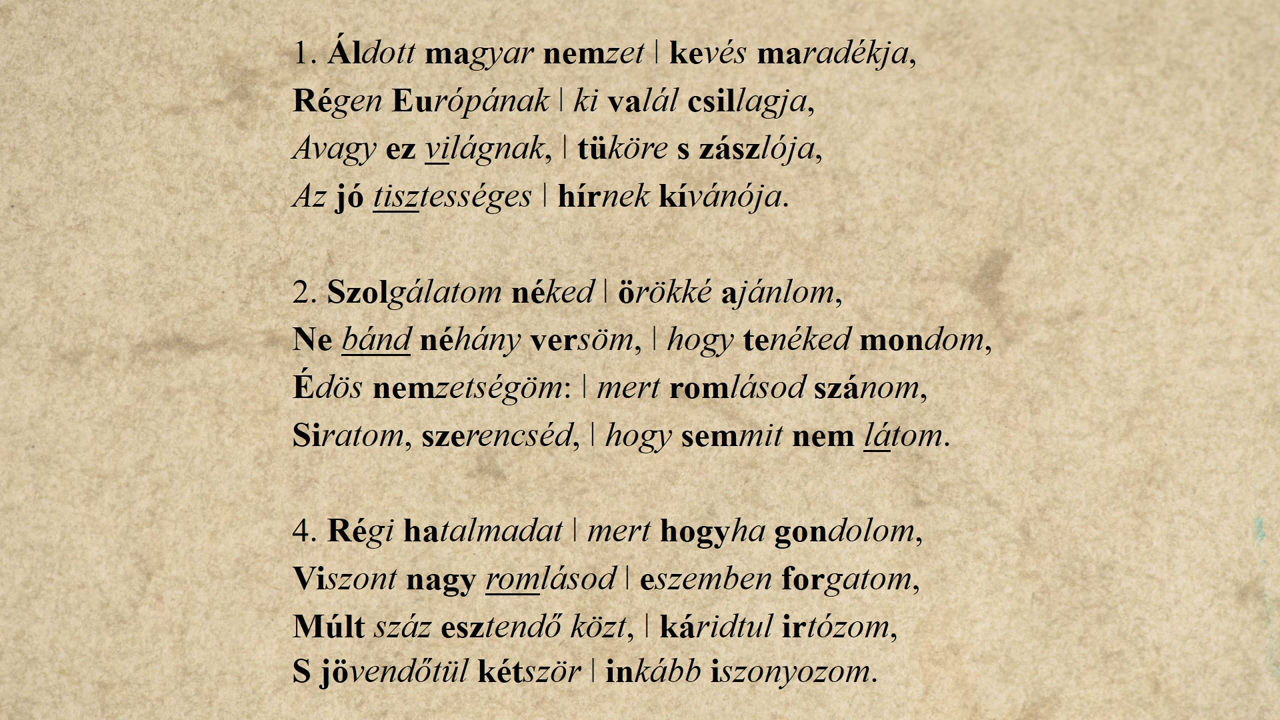 1. Áldott magyar nemzet | kevés maradékja,
Régen Európának | ki valál csillagja,
Avagy ez világnak, | tüköre s zászlója,
Az jó tisztességes | hírnek kívánója.
2. Szolgálatom néked | örökké ajánlom,
Ne bánd néhány versöm, | hogy tenéked mondom,
Édös nemzetségöm: | mert romlásod szánom,
Siratom, szerencséd, | hogy semmit nem látom.
4. Régi hatalmadat | mert hogyha gondolom,
Viszont nagy romlásod | eszemben forgatom,
Múlt száz esztendő közt, | káridtul irtózom,
S jövendőtül kétször | inkább iszonyozom.